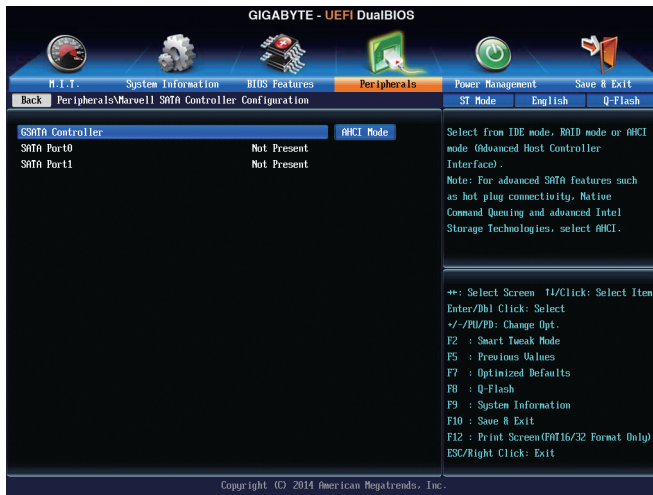 GIGABYTE - UEFI DualBIOS
M.I.T. System Information BIOS Features Peripherals Power Management Save & Exit
Back Peripherals\Marvell SATA Controller Configuration ST Mode English Q-Flash
GSATA Controller AHCI Mode
SATA Port0 Not Present
SATA Port1 Not Present
Select from IDE mode, RAID mode or AHCI
mode (Advanced Host Controller
Interface).
Note: For advanced SATA features such
as hot plug connectivity, Native
Command Queuing and advanced Intel
Storage Technologies, select AHCI.
→←: Select Screen ↑↓/Click: Select Item
Enter/Dbl Click: Select
+/-/PU/PD: Change Opt.
F2 : Smart Tweak Mode
F5 : Previous Values
F7 : Optimized Defaults
F8 : Q-Flash
F9 : System Information
F10 : Save & Exit
F12 : Print Screen(FAT16/32 Format Only)
ESC/Right Click: Exit
Copyright (C) 2014 American Megatrends, Inc.